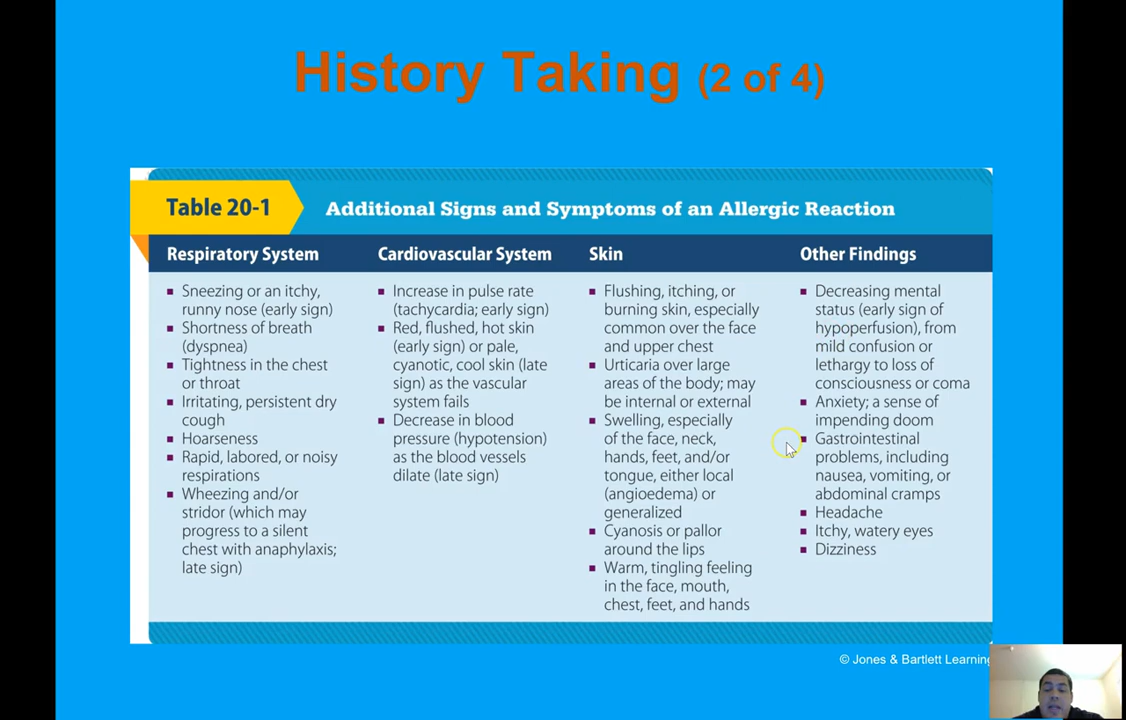 History Taking (2 of 4)
Table 20-1
Additional Signs and Symptoms of an Allergic Reaction
Respiratory System
Sneezing or an itchy,
runny nose (early sign)
Shortness of breath
(dyspnea)
Tightness in the chest
or throat
Irritating, persistent dry
cough
Hoarseness
Rapid, labored, or noisy
respirations
Wheezing and/or
stridor (which may
progress to a silent
chest with anaphylaxis;
late sign)
Cardiovascular System
Increase in pulse rate
(tachycardia; early sign)
Red, flushed, hot skin
(early sign) or pale,
cyanotic, cool skin (late
sign) as the vascular
system fails
Decrease in blood
pressure (hypotension)
as the blood vessels
dilate (late sign)
Skin
Flushing, itching, or
burning skin, especially
common over the face
and upper chest
Urticaria over large
areas of the body; may
be internal or external
Swelling, especially
of the face, neck,
hands, feet, and/or
tongue, either local
(angioedema) or
generalized
Cyanosis or pallor
around the lips
Warm, tingling feeling
in the face, mouth,
chest, feet, and hands
Other Findings
Decreasing mental
status (early sign of
hypoperfusion), from
mild confusion or
lethargy to loss of
consciousness or coma
Anxiety; a sense of
impending doom
Gastrointestinal
problems, including
nausea, vomiting, or
abdominal cramps
Headache
Itchy, watery eyes
Dizziness
© Jones & Bartlett Learning